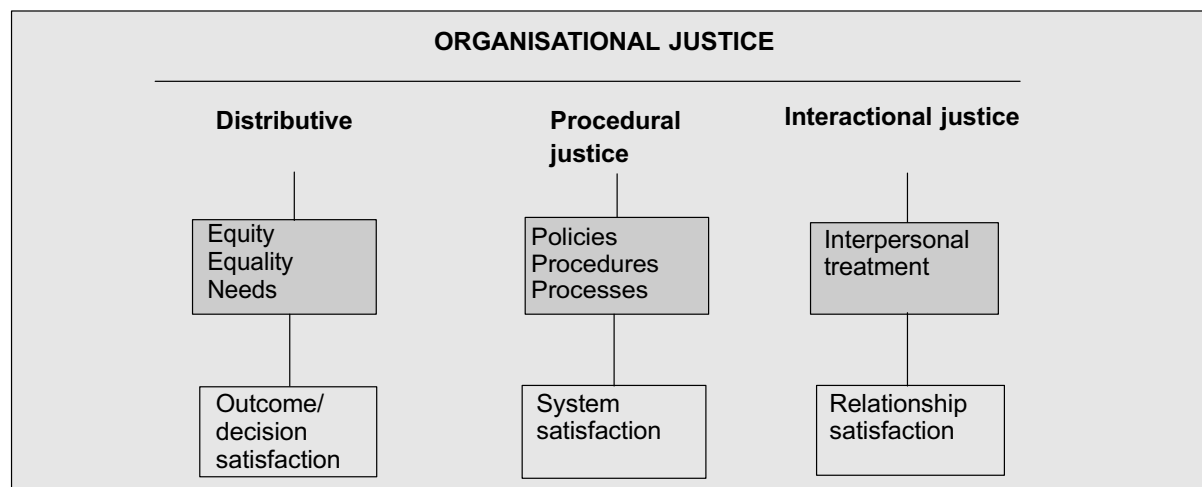 ORGANISATIONAL JUSTICE
Distributive
Procedural
justice
Interactional justice
Equity
Equality
Needs
Policies
Procedures
Processes
Interpersonal
treatment
Outcome/
decision
satisfaction
System
satisfaction
Relationship
satisfaction